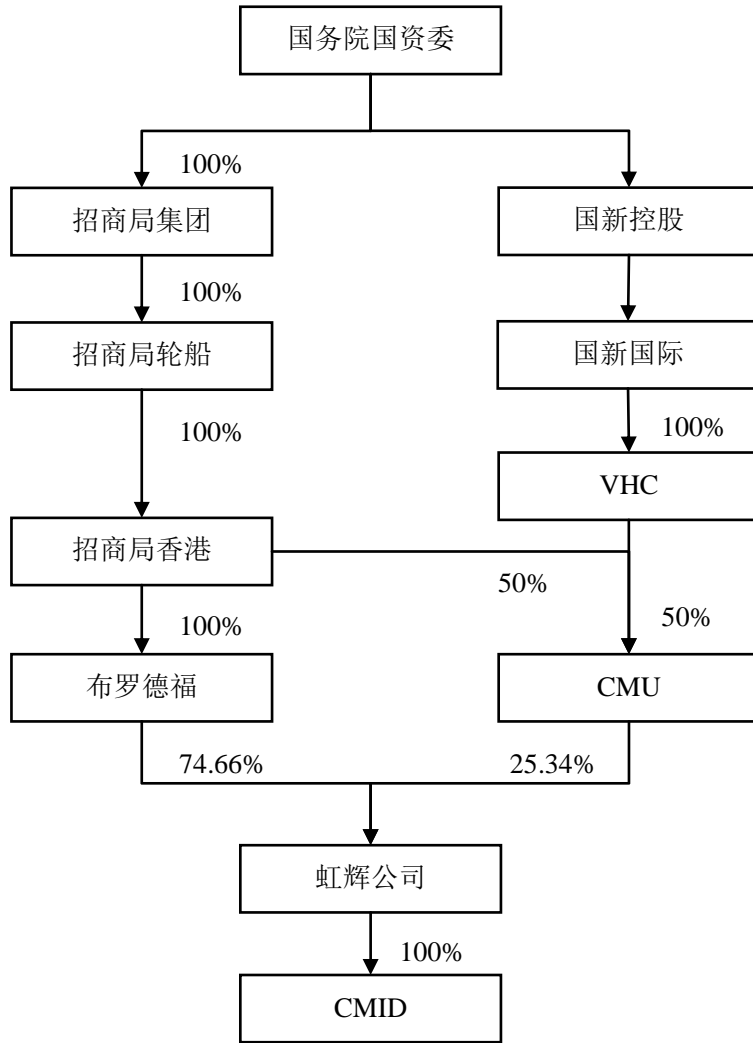 国务院国资委
100%
招商局集团
国新控股
100%
招商局轮船
国新国际
100%
100%
VHC
招商局香港
50%
100%
50%
布罗德福
CMU
74.66%
25.34%
虹辉公司
100%
CMID